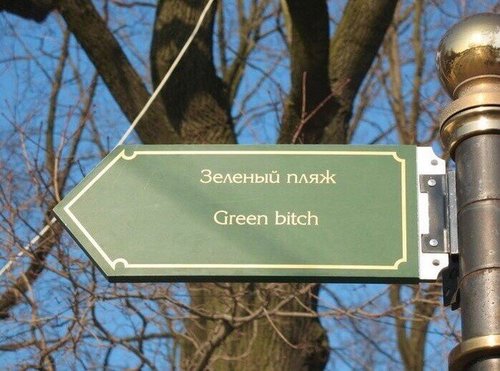 Зеленый пляж
Green bitch